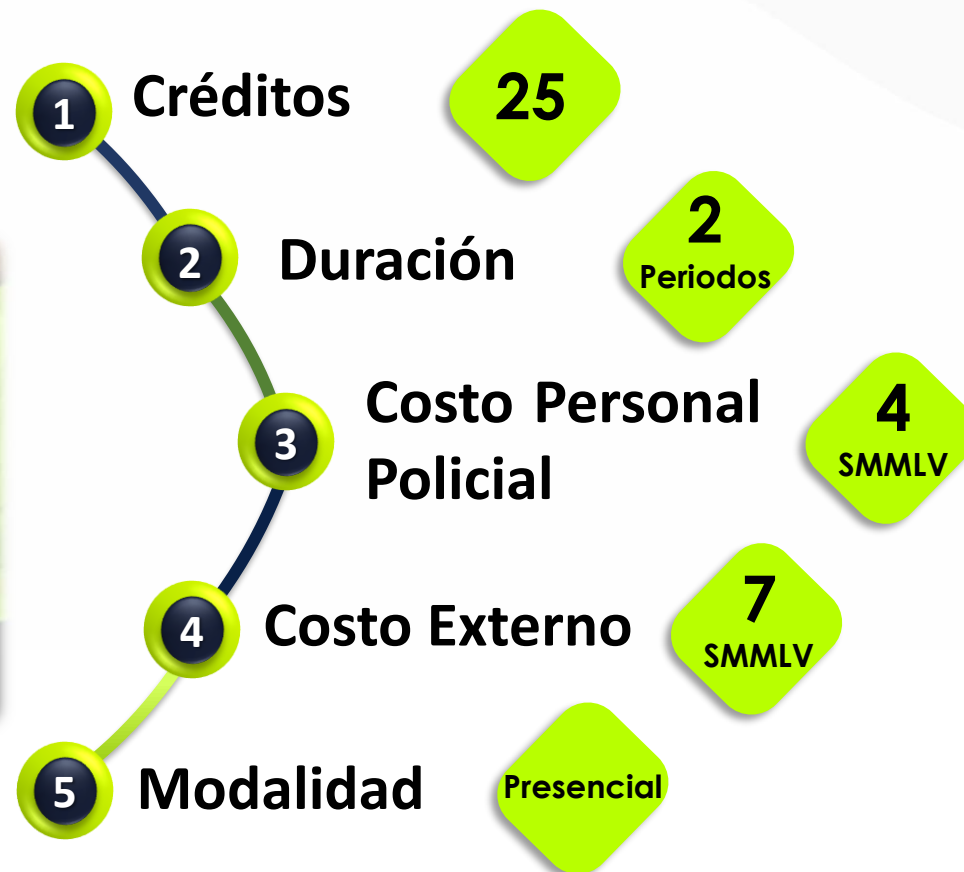 1 Créditos 25
2 Duración 2
Periodos
3 Costo Personal
Policial
4
SMMLV
4 Costo Externo 7
SMMLV
5 Modalidad Presencial